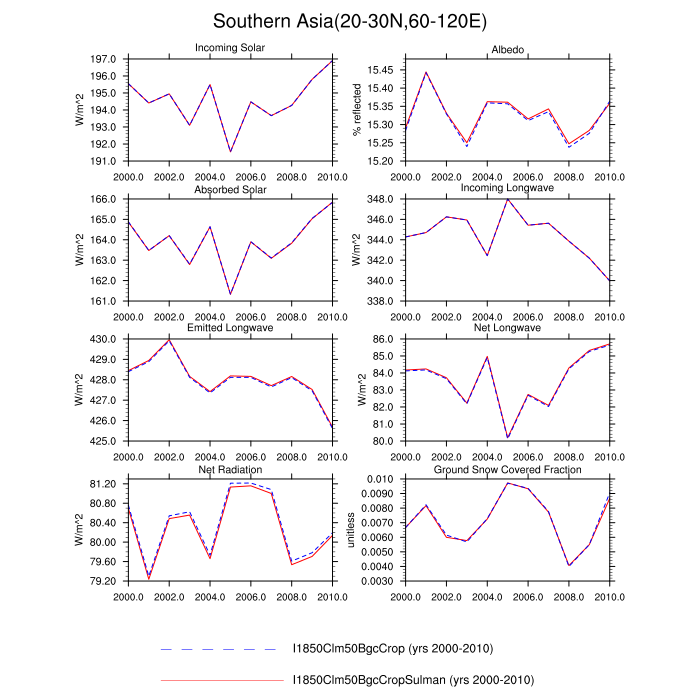 Southern Asia(20-30N,60-120E)
Incoming Solar
W/m^2
197.0
196.0
195.0
194.0
193.0
192.0
191.0
2000.0 2002.0 2004.0 2006.0 2008.0 2010.0
Albedo
% reflected
15.45
15.40
15.35
15.30
15.25
15.20
2000.0 2002.0 2004.0 2006.0 2008.0 2010.0
Absorbed Solar
W/m^2
166.0
165.0
164.0
163.0
162.0
161.0
2000.0 2002.0 2004.0 2006.0 2008.0 2010.0
Incoming Longwave
W/m^2
348.0
346.0
344.0
342.0
340.0
338.0
2000.0 2002.0 2004.0 2006.0 2008.0 2010.0
Emitted Longwave
W/m^2
430.0
429.0
428.0
427.0
426.0
425.0
2000.0 2002.0 2004.0 2006.0 2008.0 2010.0
Net Longwave
W/m^2
86.0
85.0
84.0
83.0
82.0
81.0
80.0
2000.0 2002.0 2004.0 2006.0 2008.0 2010.0
Net Radiation
W/m^2
81.20
80.80
80.40
80.00
79.60
79.20
2000.0 2002.0 2004.0 2006.0 2008.0 2010.0
Ground Snow Covered Fraction
unitless
0.010
0.0090
0.0080
0.0070
0.0060
0.0050
0.0040
0.0030
2000.0 2002.0 2004.0 2006.0 2008.0 2010.0
I1850Clm50BgcCrop (yrs 2000-2010)
I1850Clm50BgcCropSulman (yrs 2000-2010)